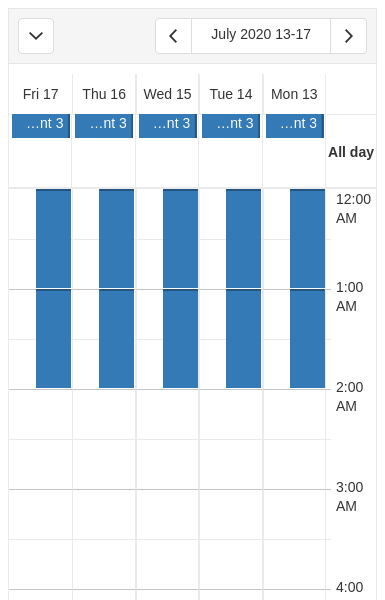 July 2020 13-17
Fri 17 Thu 16 Wed 15 Tue 14 Mon 13
...nt 3 ...nt 3 ...nt 3 ...nt 3 ...nt 3
All day
12:00
AM
1:00
AM
2:00
AM
3:00
AM
4:00